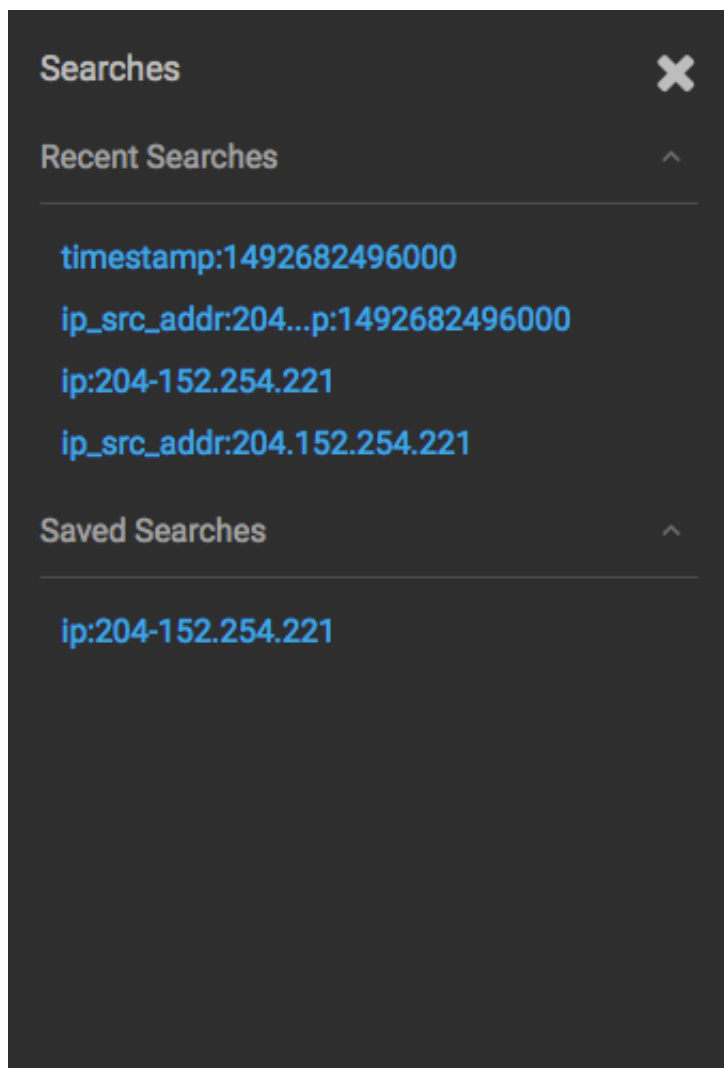 Searches
Recent Searches
timestamp:1492682496000
ip_src_addr:204...p:1492682496000
ip:204-152.254.221
ip_src_addr:204.152.254.221
Saved Searches
ip:204-152.254.221